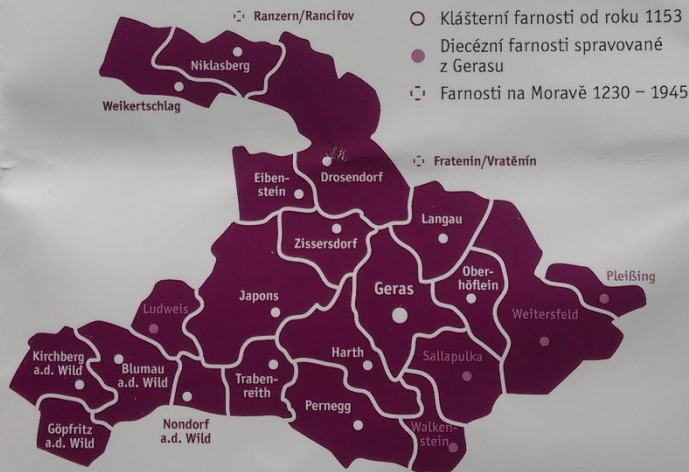 Ranzern/Ranciřov
Klášterní farnosti od roku 1153
Diecézní farnosti spravované
z Gerasu
Farnosti na Moravě 1230 – 1945
Niklasberg
Weikertschlag
Fratenin/Vratěnín
Eiben-
stein
Drosendorf
Langau
Zissersdorf
Ober-
höflein
Pleißing
Geras
Japons
Ludweis
Weitersfeld
Kirchberg
a.d. Wild
Blumau
a.d. Wild
Harth
Sallapulka
Traben-
reith
Pernegg
Göpfritz
a.d. Wild
Nondorf
a.d. Wild
Walken-
stein